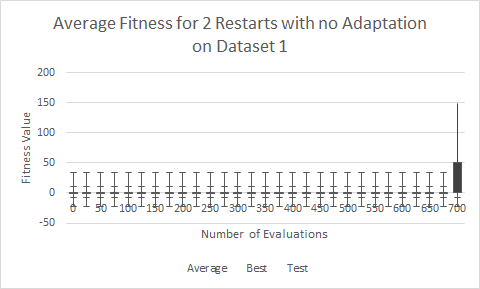 Average Fitness for 2 Restarts with no Adaptation
on Dataset 1
200
150
100
50
0
-50
Fitness Value
0 50 100 150 200 250 300 350 400 450 500 550 600 650 700
Number of Evaluations
Average Best Test